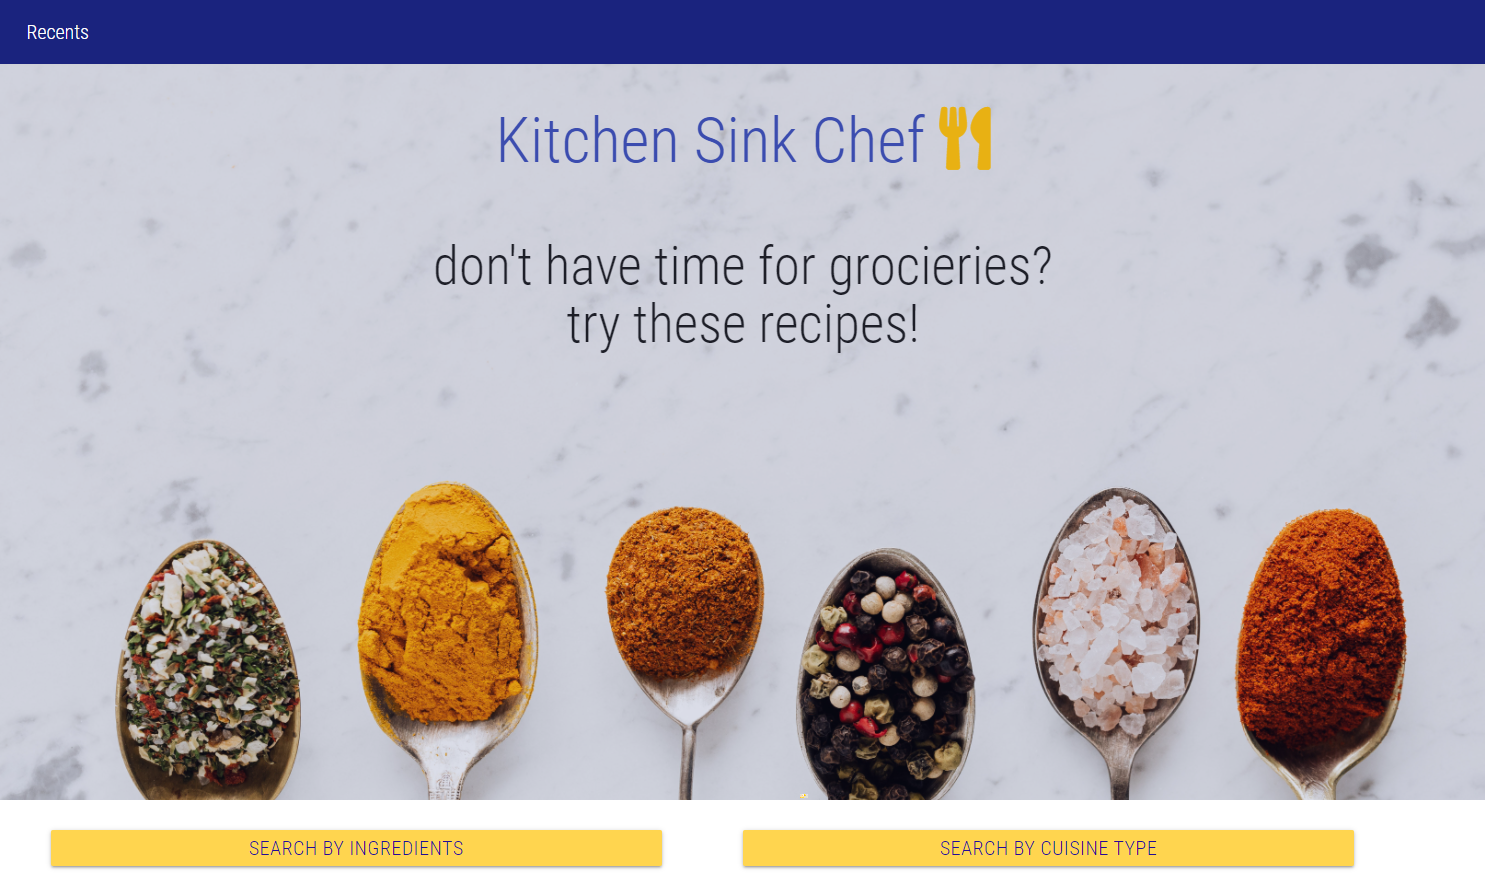 Recents
Kitchen Sink Chef
don't have time for grocieries?
try these recipes!
SEARCH BY INGREDIENTS
SEARCH BY CUISINE TYPE